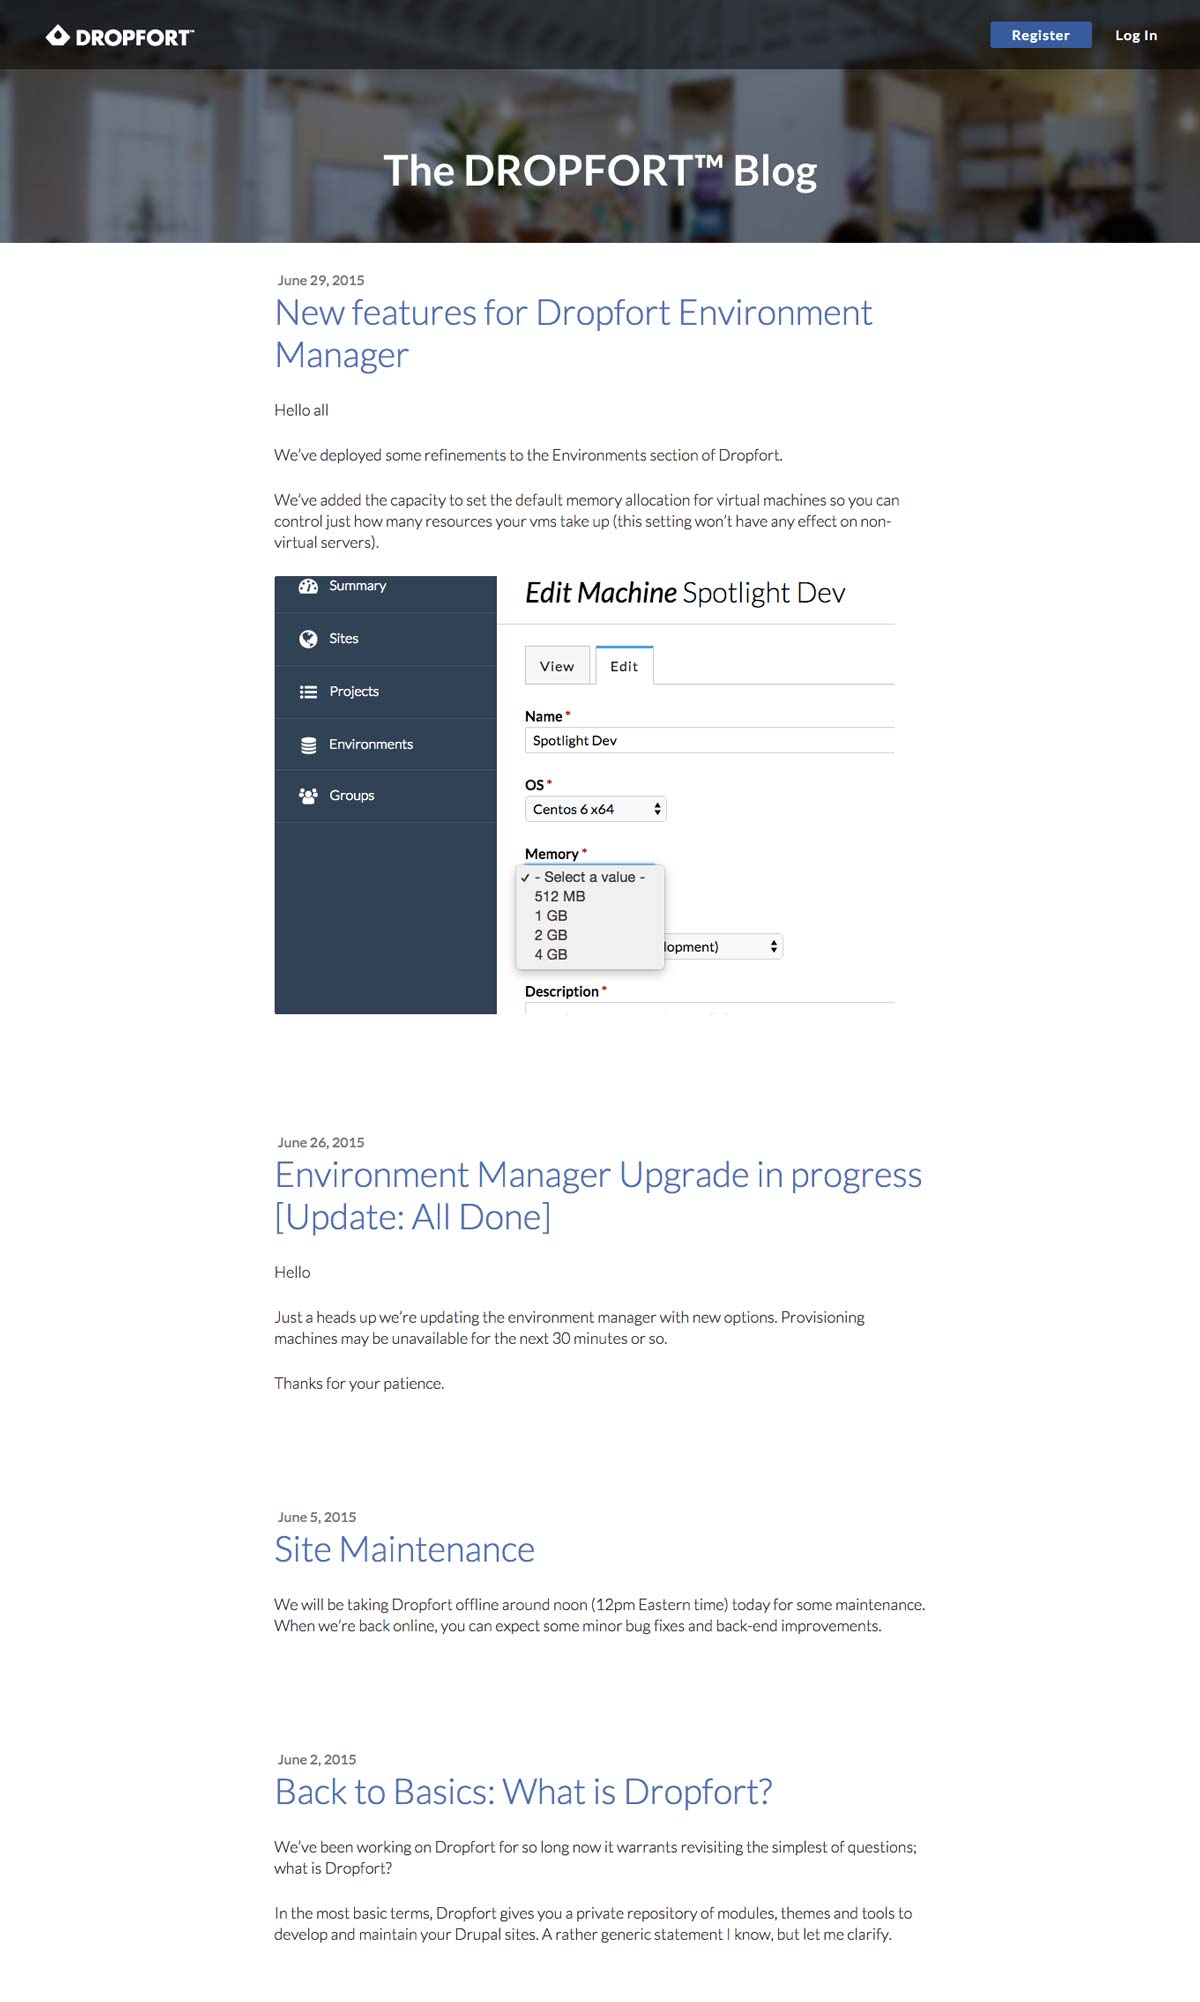 DROPFORT™
Register
Log In
The DROPFORT™ Blog
June 29, 2015
New features for Dropfort Environment
Manager
Hello all
We've deployed some refinements to the Environments section of Dropfort.
We've added the capacity to set the default memory allocation for virtual machines so you can
control just how many resources your vms take up (this setting won't have any effect on non-
virtual servers).
Summary
Sites
Projects
Environments
Groups
Edit Machine Spotlight Dev
View
Edit
Name *
Spotlight Dev
OS *
Centos 6 x64
Memory *
✓ - Select a value -
512 MB
1 GB
2 GB
4 GB
lopment)
Description *
June 26, 2015
Environment Manager Upgrade in progress
[Update: All Done]
Hello
Just a heads up we're updating the environment manager with new options. Provisioning
machines may be unavailable for the next 30 minutes or so.
Thanks for your patience.
June 5, 2015
Site Maintenance
We will be taking Dropfort offline around noon (12pm Eastern time) today for some maintenance.
When we're back online, you can expect some minor bug fixes and back-end improvements.
June 2, 2015
Back to Basics: What is Dropfort?
We've been working on Dropfort for so long now it warrants revisiting the simplest of questions;
what is Dropfort?
In the most basic terms, Dropfort gives you a private repository of modules, themes and tools to
develop and maintain your Drupal sites. A rather generic statement I know, but let me clarify.